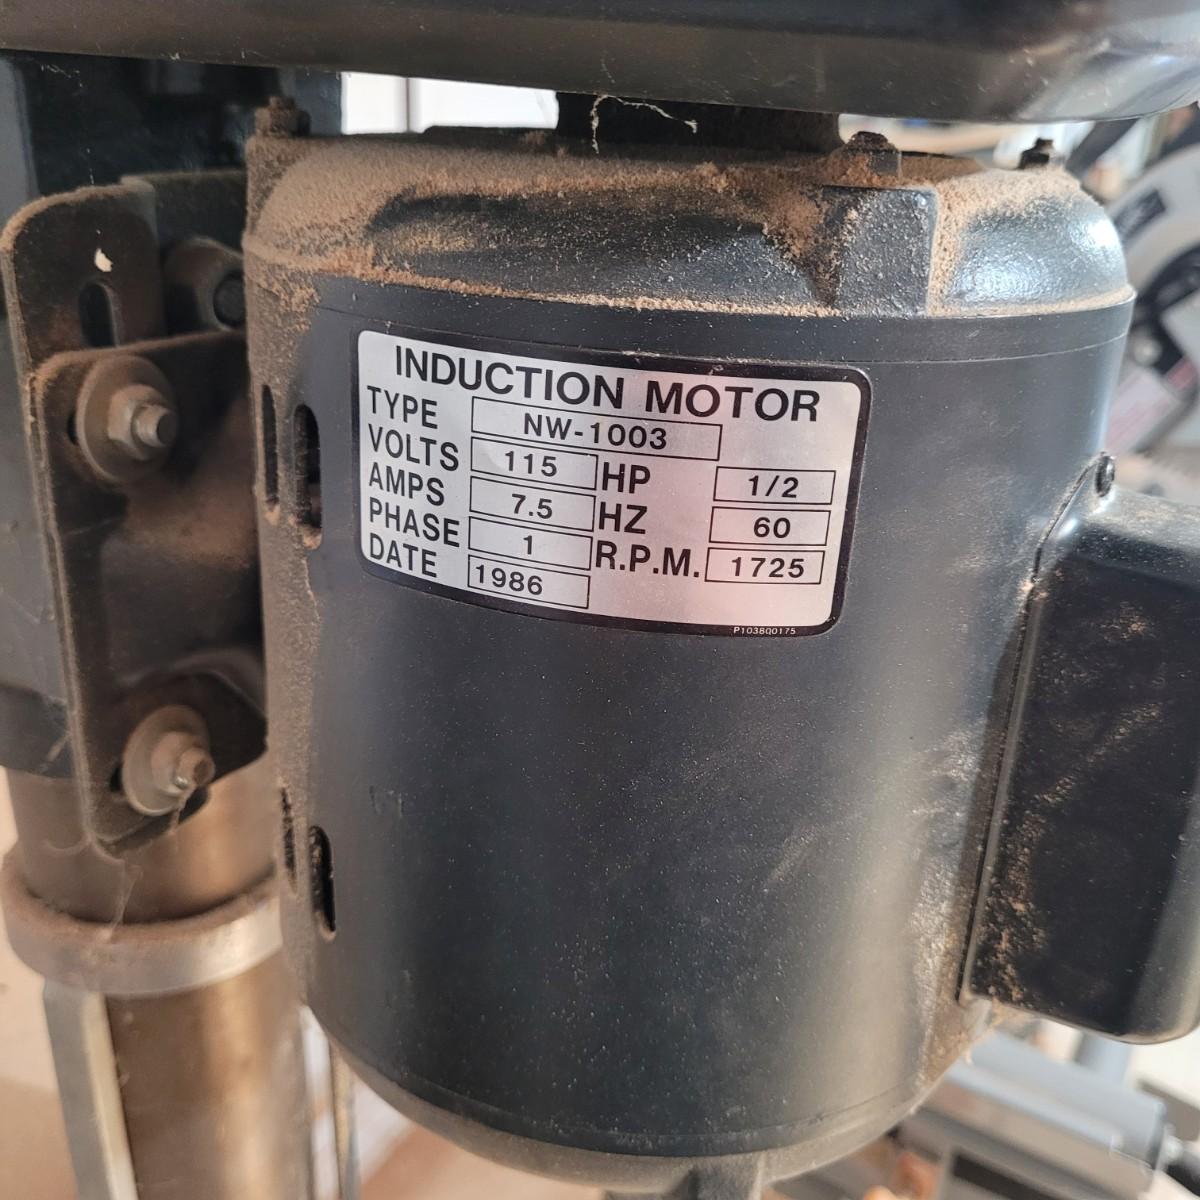 INDUCTION MOTOR
TYPE NW-1003
VOLTS 115 HP 1/2
AMPS 7.5 HZ 60
PHASE 1 R.P.M. 1725
DATE 1986
P1038Q0175